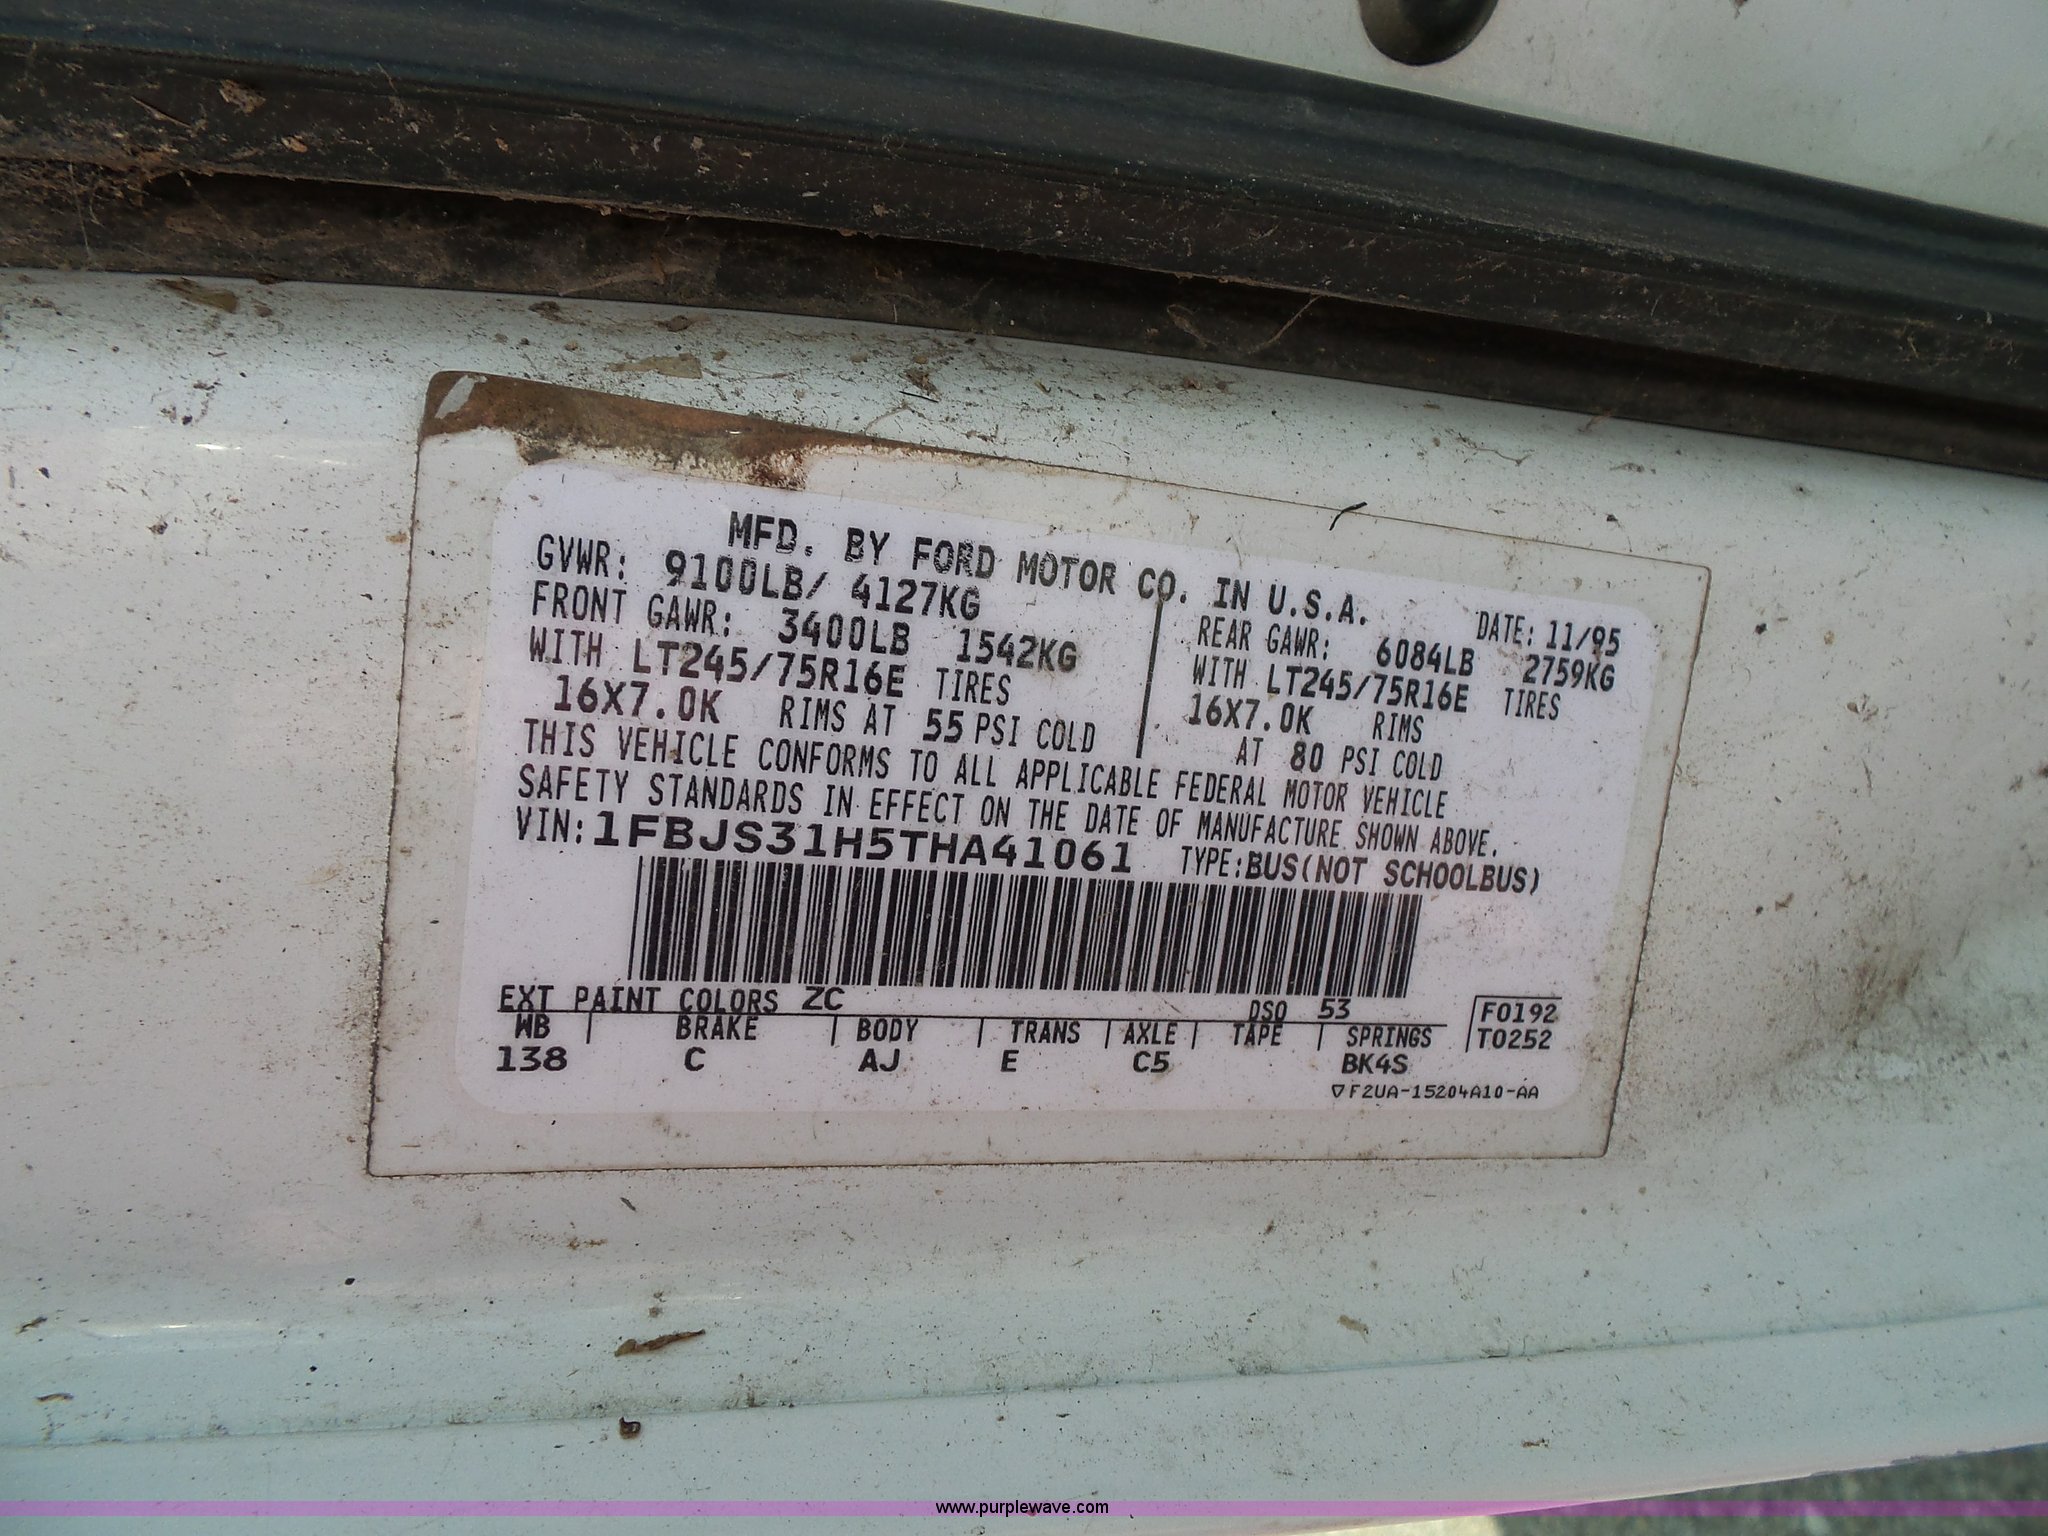 MFD. BY FORD MOTOR CO. IN U.S.A.
GVWR: 9100LB/ 4127KG
DATE: 11/95
FRONT GAWR: 3400LB 1542KG
WITH LT245/75R16E TIRES
16X7.0K RIMS AT 55 PSI COLD
REAR GAWR: 6084LB 2759KG
WITH LT245/75R16E TIRES
16X7.0K RIMS
AT 80 PSI COLD
THIS VEHICLE CONFORMS TO ALL APPLICABLE FEDERAL MOTOR VEHICLE
SAFETY STANDARDS IN EFFECT ON THE DATE OF MANUFACTURE SHOWN ABOVE.
VIN: 1FBJS31H5THA41061 TYPE: BUS(NOT SCHOOLBUS)
EXT PAINT COLORS ZC DSO 53 F0192
WB BRAKE BODY TRANS AXLE TAPE SPRINGS T0252
138 C AJ E C5 BK4S
▽F2UA-15204A10-AA
www.purplewave.com